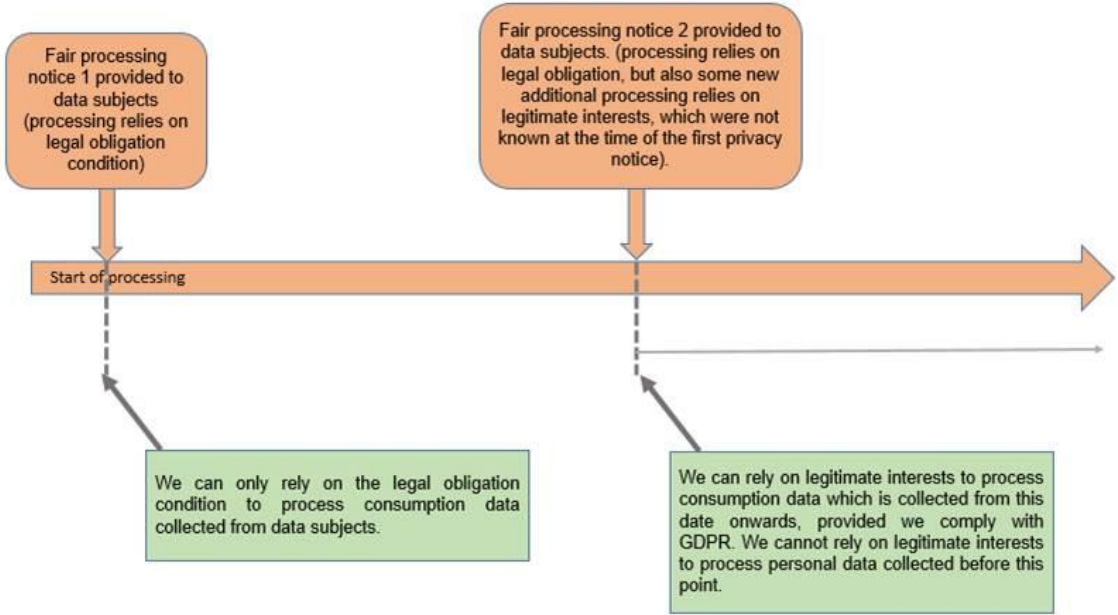 Fair processing
notice 1 provided to
data subjects
(processing relies on
legal obligation
condition)
Fair processing notice 2 provided to
data subjects. (processing relies on
legal obligation, but also some new
additional processing relies on
legitimate interests, which were not
known at the time of the first privacy
notice).
Start of processing
We can only rely on the legal obligation
condition to process consumption data
collected from data subjects.
We can rely on legitimate interests to process
consumption data which is collected from this
date onwards, provided we comply with
GDPR. We cannot rely on legitimate interests
to process personal data collected before this
point.